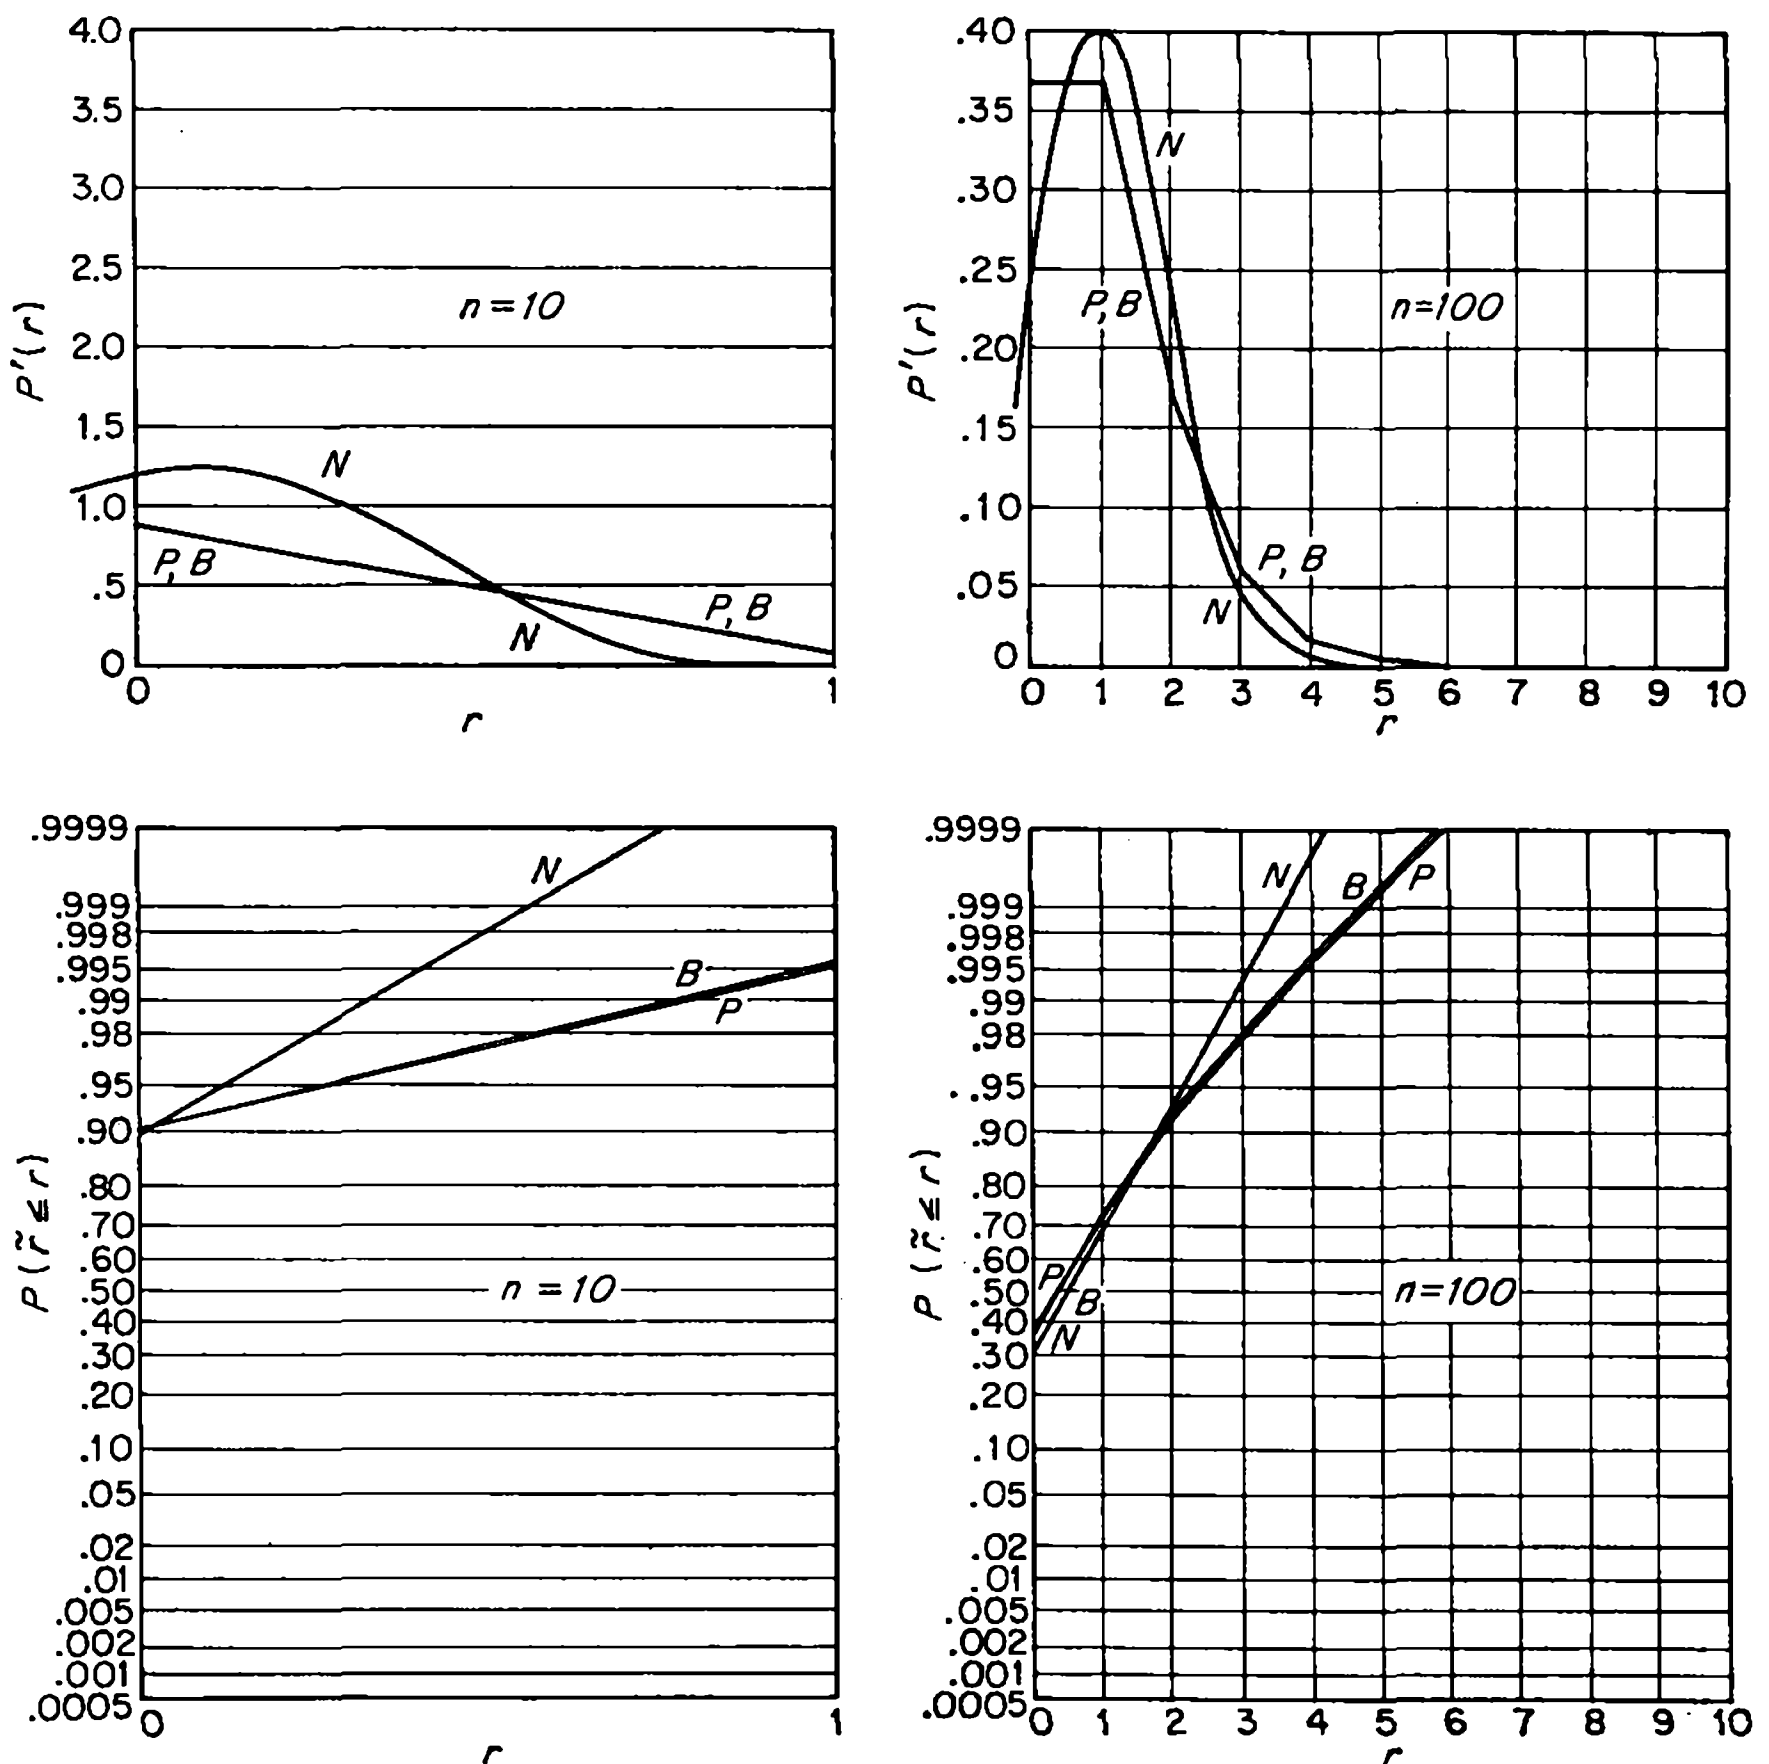 4.0
3.5
3.0
2.5
2.0
1.5
1.0
.5
0
P'(r)
n = 10
N
P, B
P, B
N
0 1
r
.40
.35
.30
.25
.20
.15
.10
.05
0
P'(r)
N
P, B
n=100
P, B
N
0 1 2 3 4 5 6 7 8 9 10
r
.9999
.999
.998
.995
.99
.98
.95
.90
.80
.70
.60
.50
.40
.30
.20
.10
.05
.02
.01
.005
.002
.001
.0005
P (r̃ ≤ r)
N
B
P
n = 10
0 1
r
.9999
.999
.998
.995
.99
.98
.95
.90
.80
.70
.60
.50
.40
.30
.20
.10
.05
.02
.01
.005
.002
.001
.0005
P (r̃ ≤ r)
N
B P
P
B
N
n=100
0 1 2 3 4 5 6 7 8 9 10
r